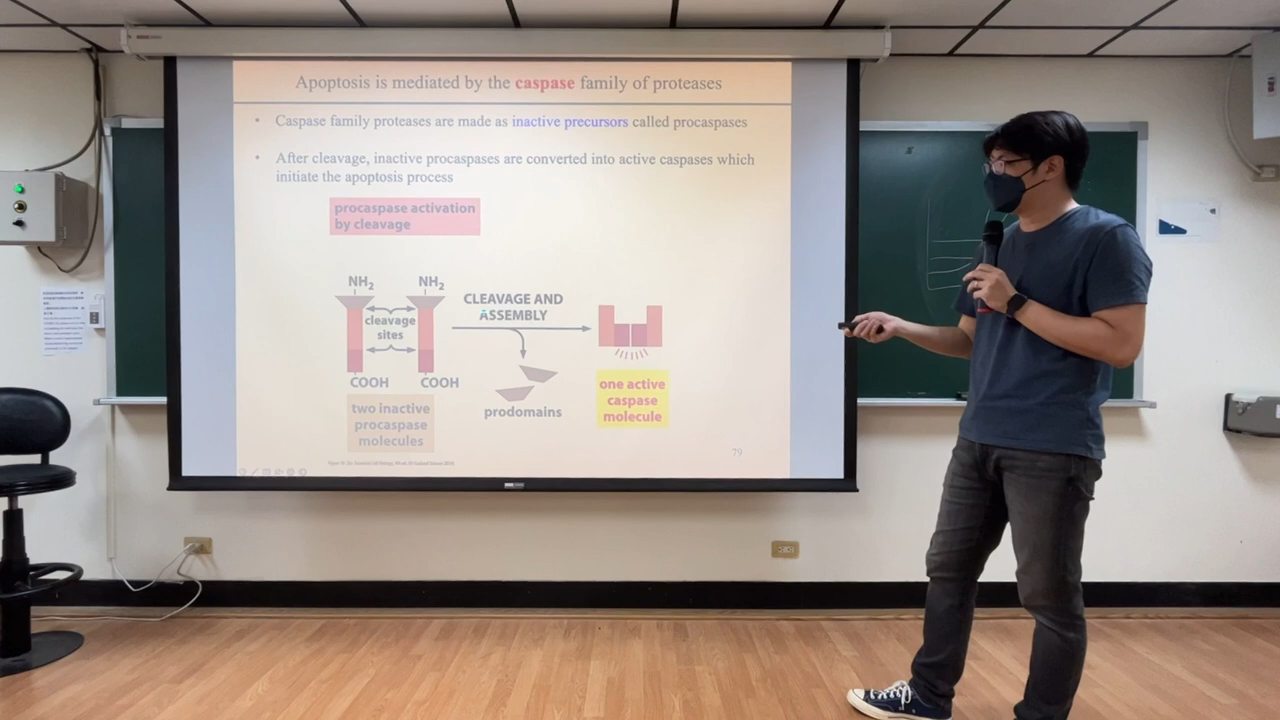 Apoptosis is mediated by the caspase family of proteases
• Caspase family proteases are made as inactive precursors called procaspases
• After cleavage, inactive procaspases are converted into active caspases which
initiate the apoptosis process
procaspase activation
by cleavage
NH2 NH2
CLEAVAGE AND
ASSEMBLY
cleavage
sites
COOH COOH
prodomains
one active
caspase
molecule
two inactive
procaspase
molecules
79